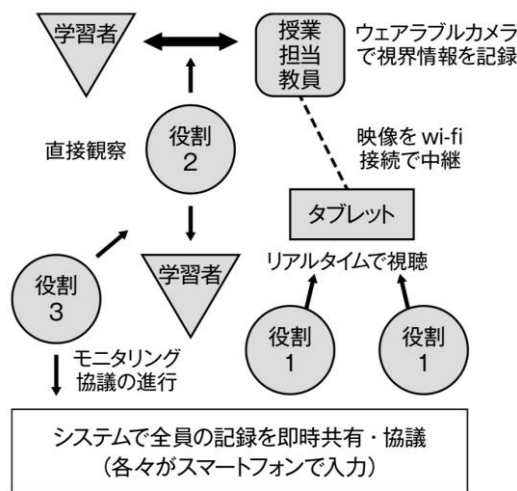 学習者
授業
担当
教員
ウェアラブルカメラ
で視界情報を記録
直接観察
役割
2
映像を wi-fi
接続で中継
タブレット
リアルタイムで視聴
学習者
役割
3
役割
1
役割
1
モニタリング
協議の進行
システムで全員の記録を即時共有・協議
（各々がスマートフォンで入力）